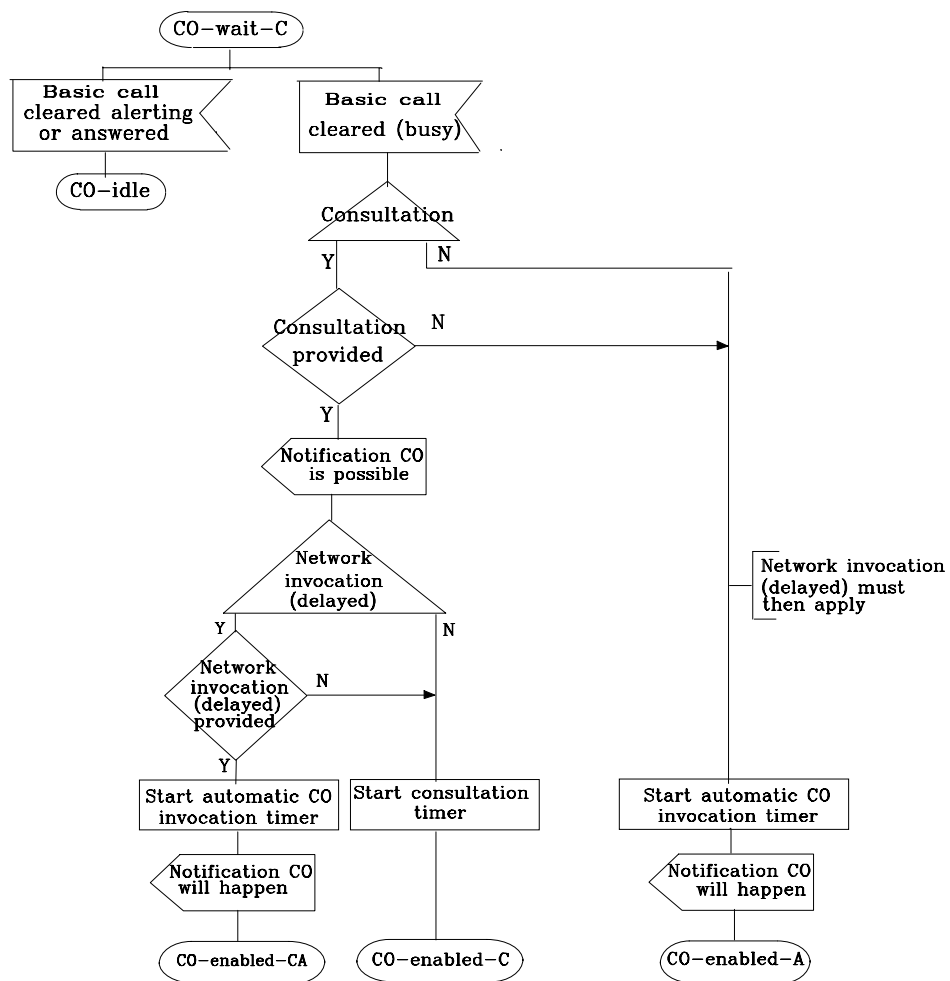 CO-wait-C
Basic call
cleared alerting
or answered
Basic call
cleared (busy)
CO-idle
Consultation
Y
N
Consultation
provided
N
Y
Notification CO
is possible
Network
invocation
(delayed)
Network invocation
(delayed) must
then apply
Y
N
Network
invocation
(delayed)
provided
N
Y
Start automatic CO
invocation timer
Start consultation
timer
Start automatic CO
invocation timer
Notification CO
will happen
Notification CO
will happen
CO-enabled-CA
CO-enabled-C
CO-enabled-A